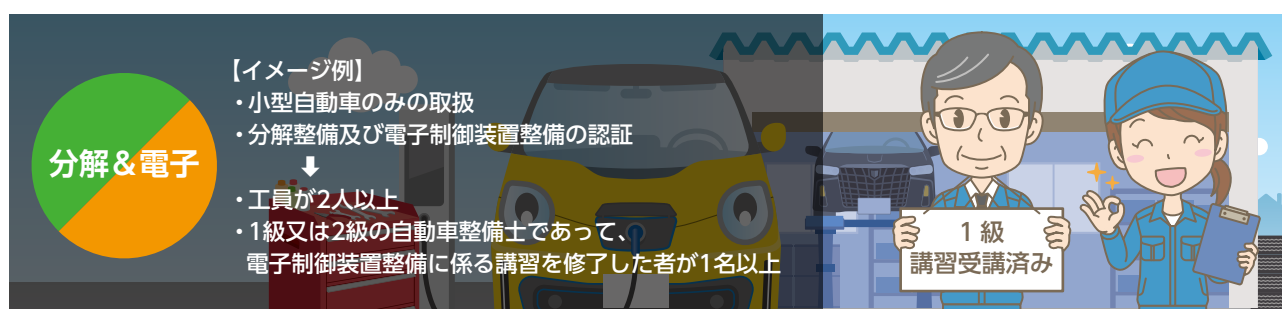 分解＆電子
【イメージ例】
・小型自動車のみの取扱
・分解整備及び電子制御装置整備の認証
⬇
・工員が2人以上
・1級又は2級の自動車整備士であって、
電子制御装置整備に係る講習を修了した者が1名以上
1級
講習受講済み